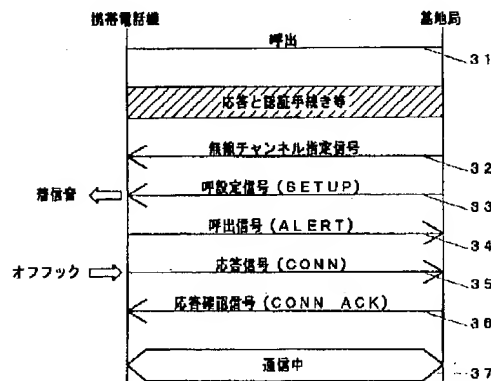 携帯電話機
基地局
呼出
31
応答と認証手続き等
無線チャンネル指定信号
32
着信音
呼設定信号(SETUP)
33
呼出信号(ALERT)
34
オフフック
応答信号(CONN)
35
応答確認信号(CONN ACK)
36
通信中
37